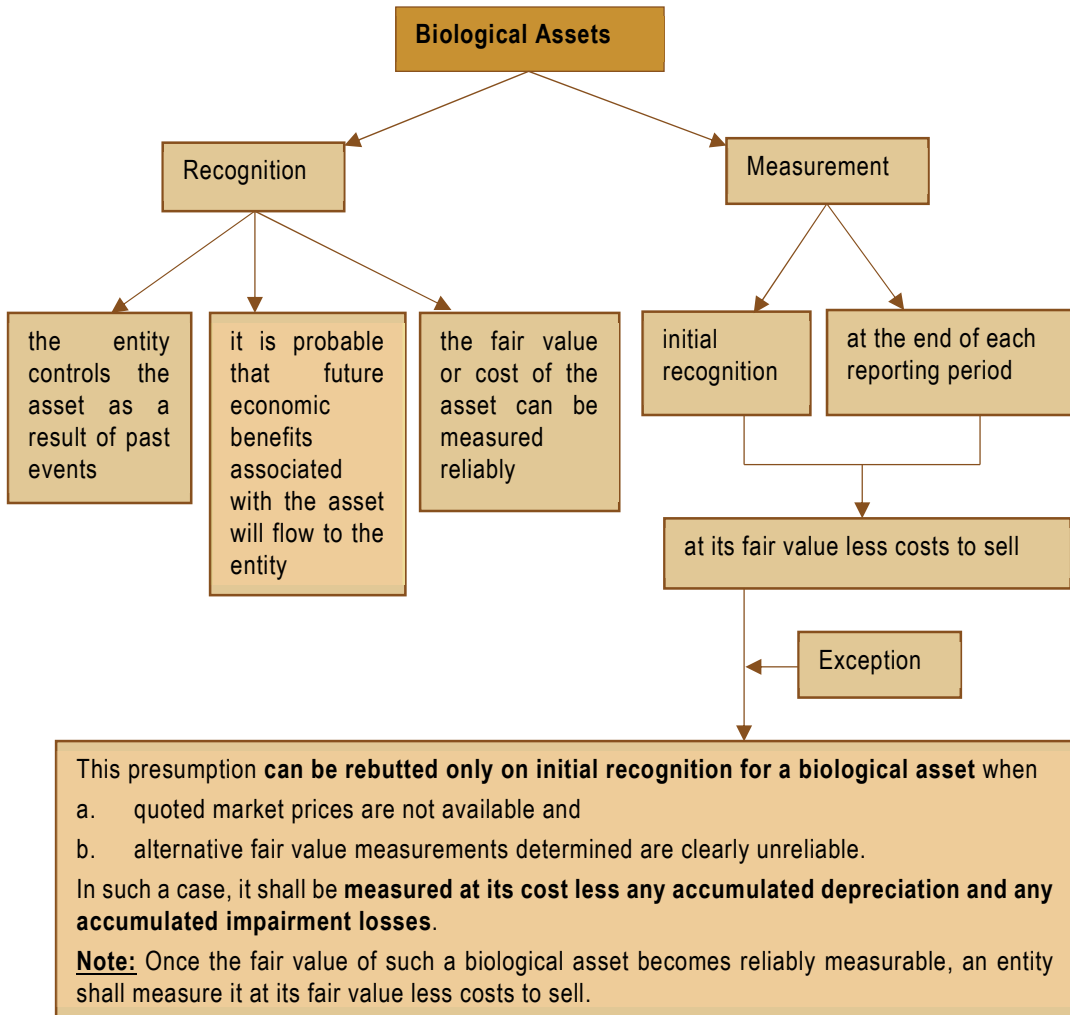 Biological Assets
Recognition
Measurement
the entity
controls the
asset as a
result of past
events
it is probable
that future
economic
benefits
associated
with the asset
will flow to the
entity
the fair value
or cost of the
asset can be
measured
reliably
initial
recognition
at the end of each
reporting period
at its fair value less costs to sell
Exception
This presumption can be rebutted only on initial recognition for a biological asset when
a. quoted market prices are not available and
b. alternative fair value measurements determined are clearly unreliable.
In such a case, it shall be measured at its cost less any accumulated depreciation and any
accumulated impairment losses.
Note: Once the fair value of such a biological asset becomes reliably measurable, an entity
shall measure it at its fair value less costs to sell.